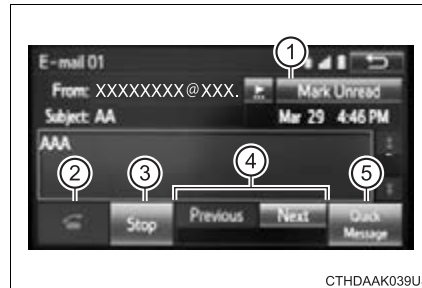 E-mail 01
1
From: XXXXXXXX@XXX. Mark Unread
Subject: AA Mar 29 4:46 PM
AAA
2 3 4 5
Stop Previous Next Quick Message
CTHDAAK039U